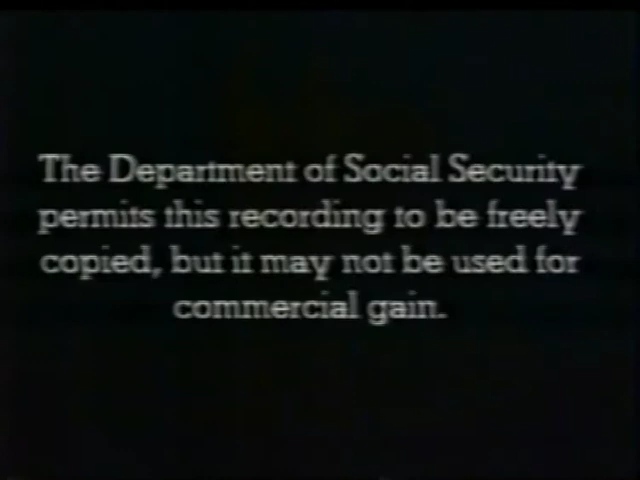 The Department of Social Security
permits this recording to be freely
copied, but it may not be used for
commercial gain.